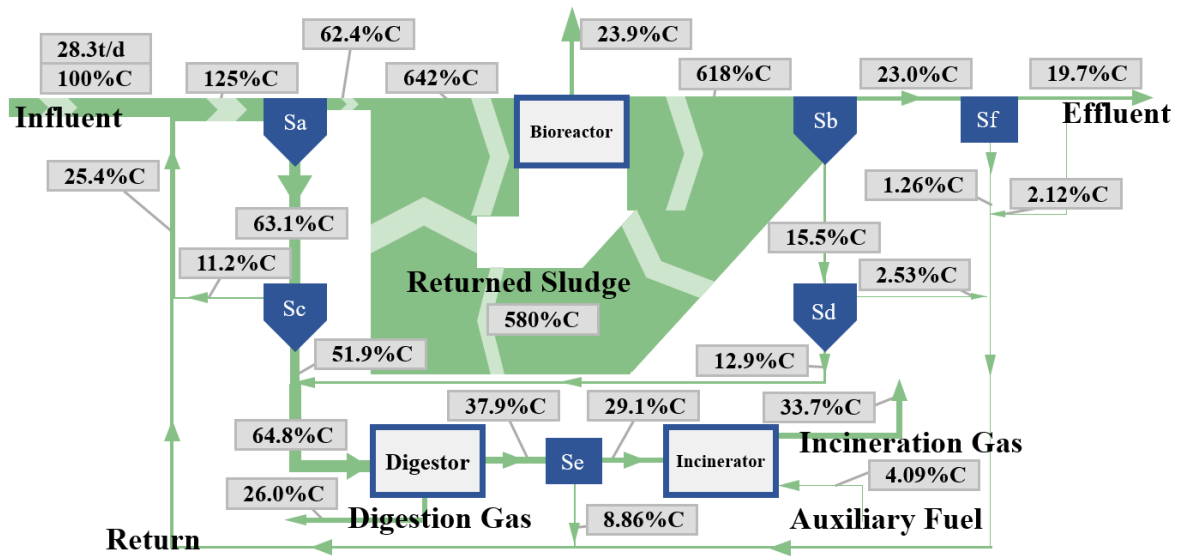 28.3t/d
100%C
125%C
62.4%C
642%C
23.9%C
618%C
23.0%C
19.7%C
Influent
Sa
Bioreactor
Sb
Sf
Effluent
25.4%C
63.1%C
1.26%C
2.12%C
15.5%C
11.2%C
Returned Sludge
2.53%C
Sc
580%C
Sd
51.9%C
12.9%C
37.9%C
29.1%C
33.7%C
64.8%C
Digestor
Se
Incinerator
Incineration Gas
4.09%C
26.0%C
Digestion Gas
8.86%C
Auxiliary Fuel
Return